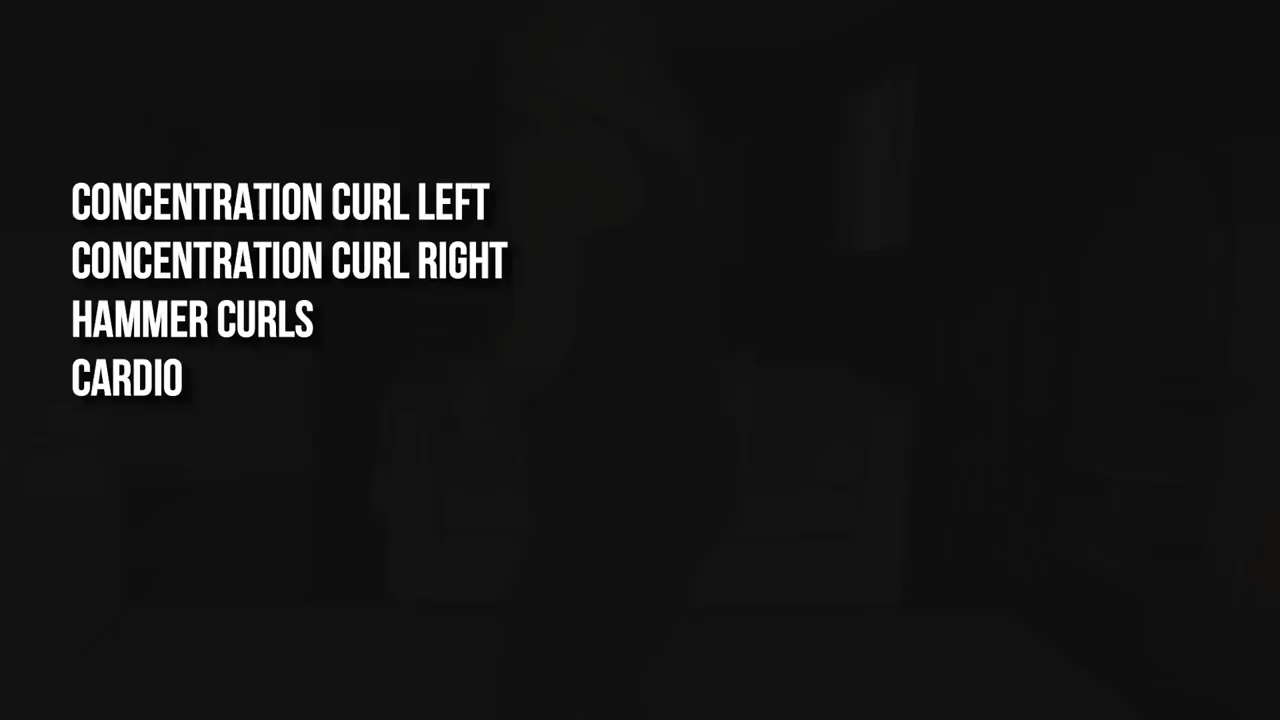 CONCENTRATION CURL LEFT
CONCENTRATION CURL RIGHT
HAMMER CURLS
CARDIO